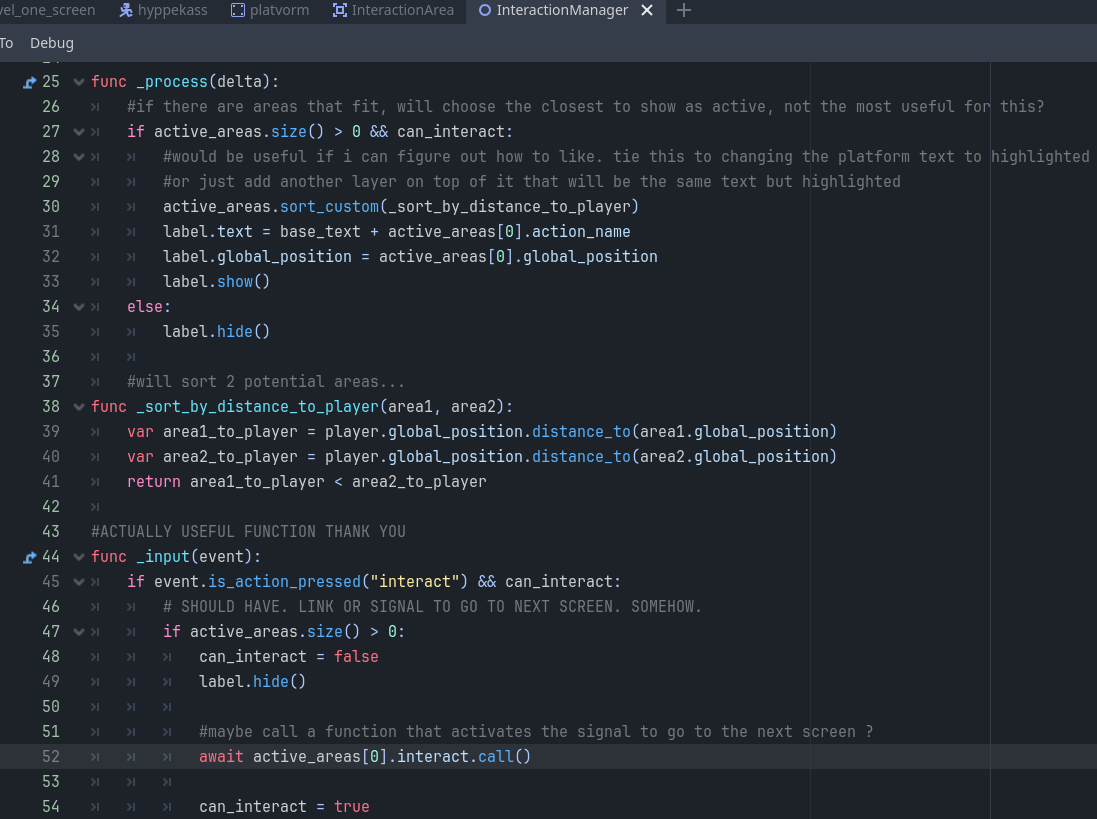 vel_one_screen hyppekass platvorm InteractionArea InteractionManager
To Debug
25 func _process(delta):
26 #if there are areas that fit, will choose the closest to show as active, not the most useful for this?
27 if active_areas.size() > 0 && can_interact:
28 #would be useful if i can figure out how to like. tie this to changing the platform text to highlighted
29 #or just add another layer on top of it that will be the same text but highlighted
30 active_areas.sort_custom(_sort_by_distance_to_player)
31 label.text = base_text + active_areas[0].action_name
32 label.global_position = active_areas[0].global_position
33 label.show()
34 else:
35 label.hide()
36
37 #will sort 2 potential areas...
38 func _sort_by_distance_to_player(area1, area2):
39 var area1_to_player = player.global_position.distance_to(area1.global_position)
40 var area2_to_player = player.global_position.distance_to(area2.global_position)
41 return area1_to_player < area2_to_player
42
43 #ACTUALLY USEFUL FUNCTION THANK YOU
44 func _input(event):
45 if event.is_action_pressed("interact") && can_interact:
46 # SHOULD HAVE. LINK OR SIGNAL TO GO TO NEXT SCREEN. SOMEHOW.
47 if active_areas.size() > 0:
48 can_interact = false
49 label.hide()
50
51 #maybe call a function that activates the signal to go to the next screen ?
52 await active_areas[0].interact.call()
53
54 can_interact = true